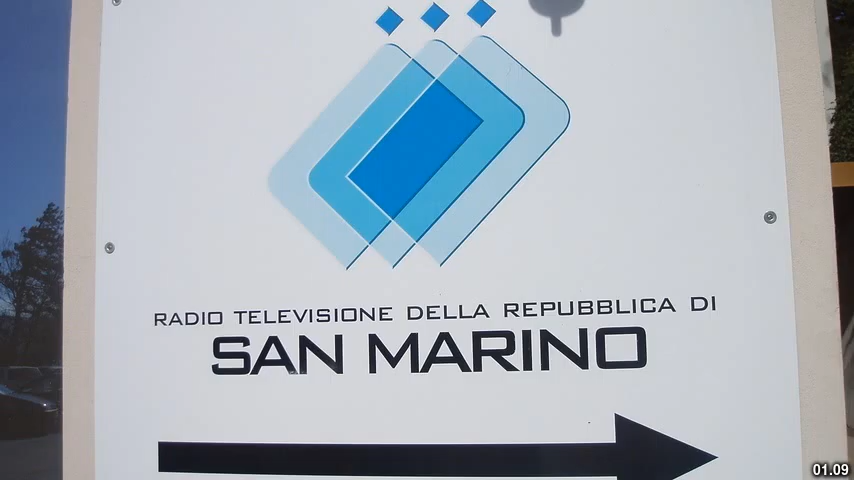 RADIO TELEVISIONE DELLA REPUBBLICA DI
SAN MARINO
01.09